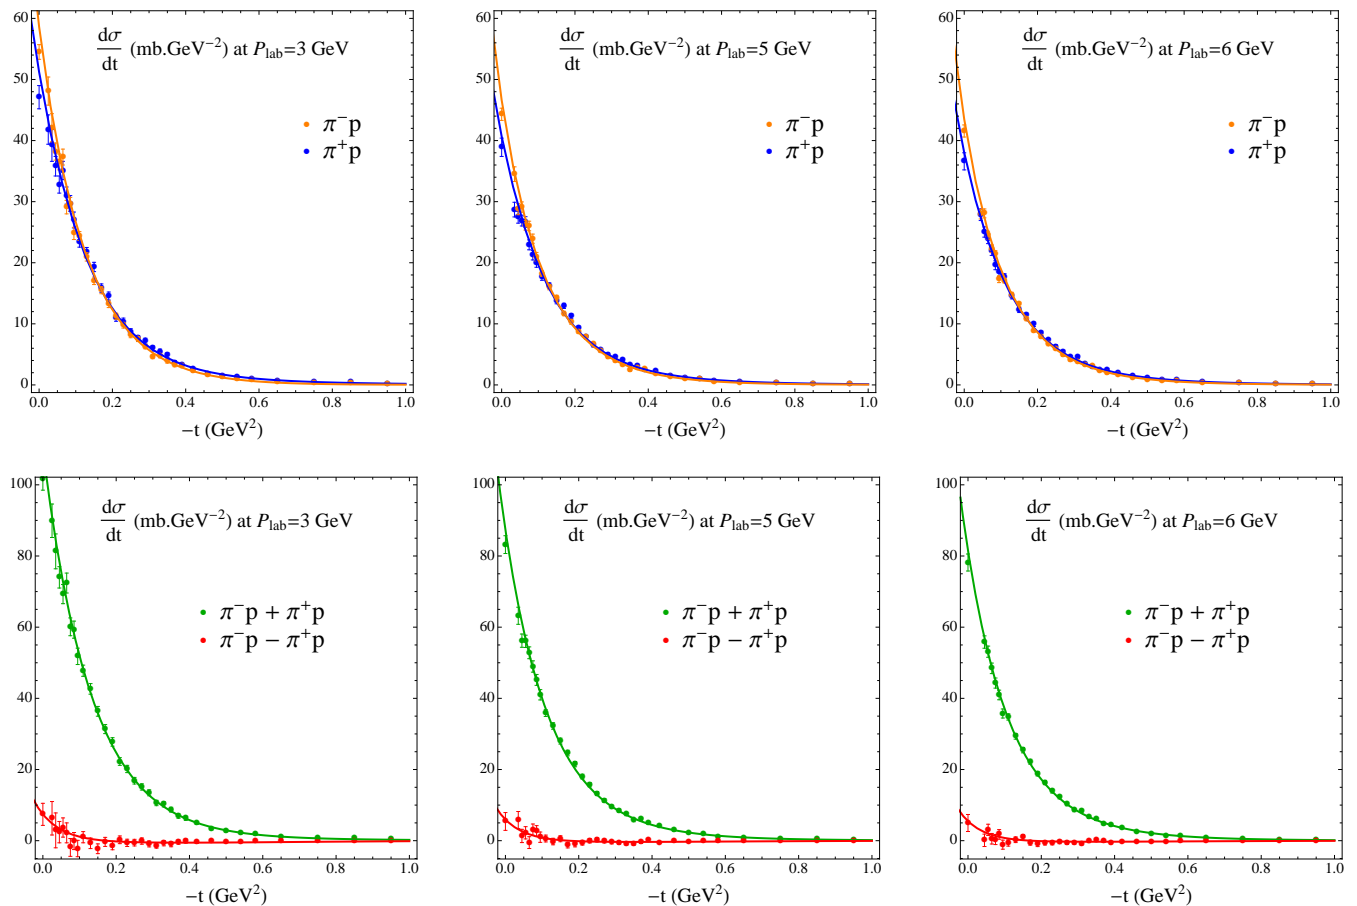 dσ/dt (mb.GeV⁻²) at P_lab=3 GeV
π⁻p
π⁺p
60
50
40
30
20
10
0
0.0 0.2 0.4 0.6 0.8 1.0
−t (GeV²)
dσ/dt (mb.GeV⁻²) at P_lab=5 GeV
π⁻p
π⁺p
60
50
40
30
20
10
0
0.0 0.2 0.4 0.6 0.8 1.0
−t (GeV²)
dσ/dt (mb.GeV⁻²) at P_lab=6 GeV
π⁻p
π⁺p
60
50
40
30
20
10
0
0.0 0.2 0.4 0.6 0.8 1.0
−t (GeV²)
dσ/dt (mb.GeV⁻²) at P_lab=3 GeV
π⁻p + π⁺p
π⁻p − π⁺p
100
80
60
40
20
0
0.0 0.2 0.4 0.6 0.8 1.0
−t (GeV²)
dσ/dt (mb.GeV⁻²) at P_lab=5 GeV
π⁻p + π⁺p
π⁻p − π⁺p
100
80
60
40
20
0
0.0 0.2 0.4 0.6 0.8 1.0
−t (GeV²)
dσ/dt (mb.GeV⁻²) at P_lab=6 GeV
π⁻p + π⁺p
π⁻p − π⁺p
100
80
60
40
20
0
0.0 0.2 0.4 0.6 0.8 1.0
−t (GeV²)